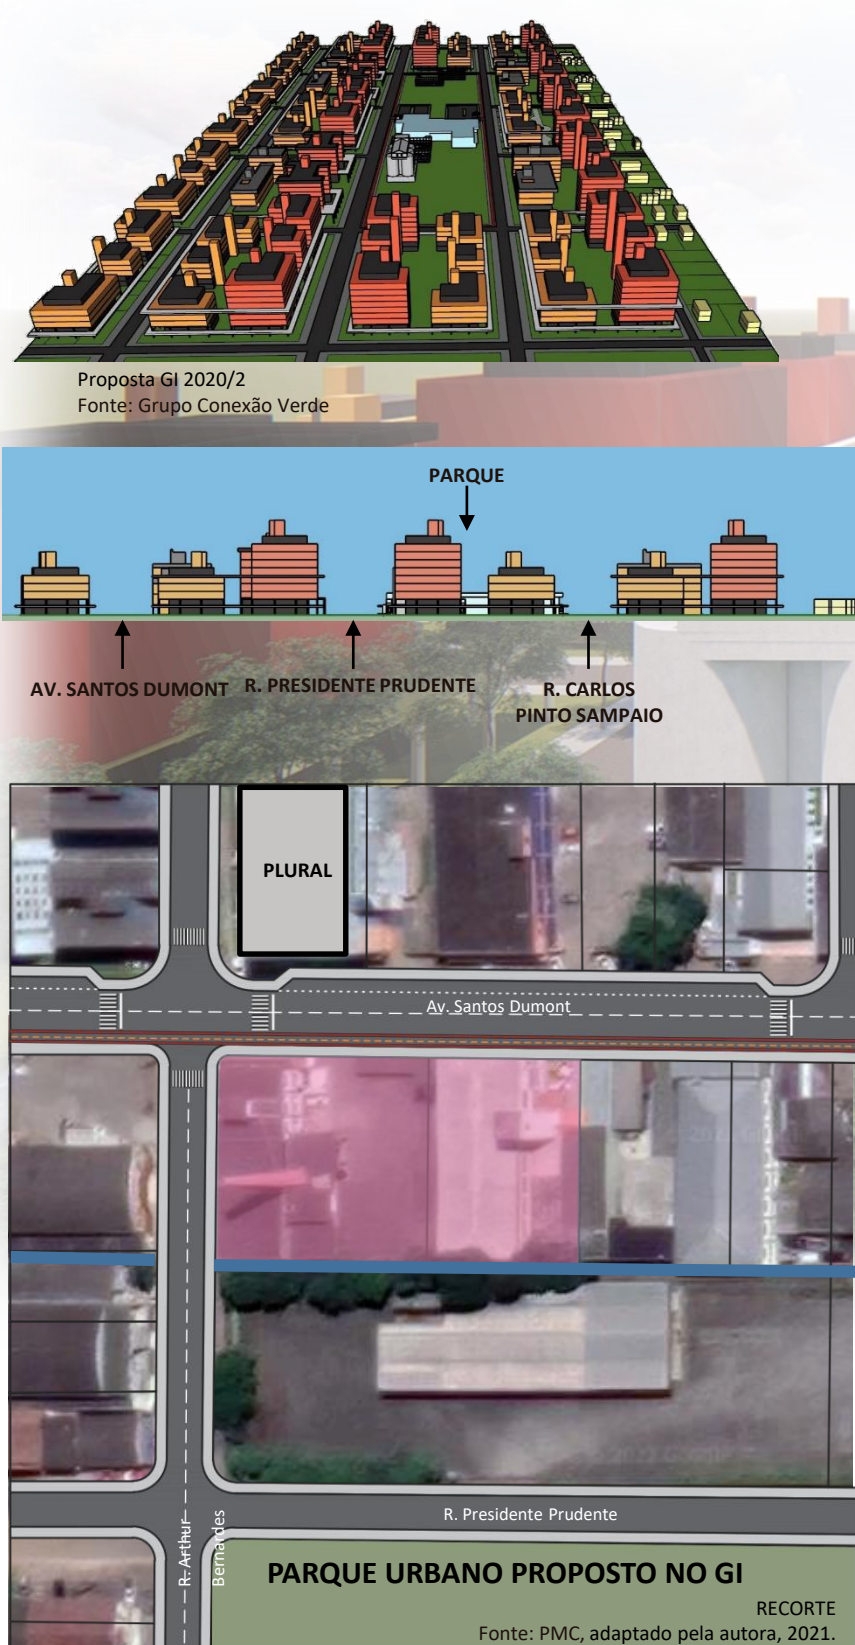 Proposta GI 2020/2
Fonte: Grupo Conexão Verde
PARQUE
AV. SANTOS DUMONT
R. PRESIDENTE PRUDENTE
R. CARLOS
PINTO SAMPAIO
PLURAL
Av. Santos Dumont
R. Presidente Prudente
R. Arthur
Bernardes
PARQUE URBANO PROPOSTO NO GI
RECORTE
Fonte: PMC, adaptado pela autora, 2021.